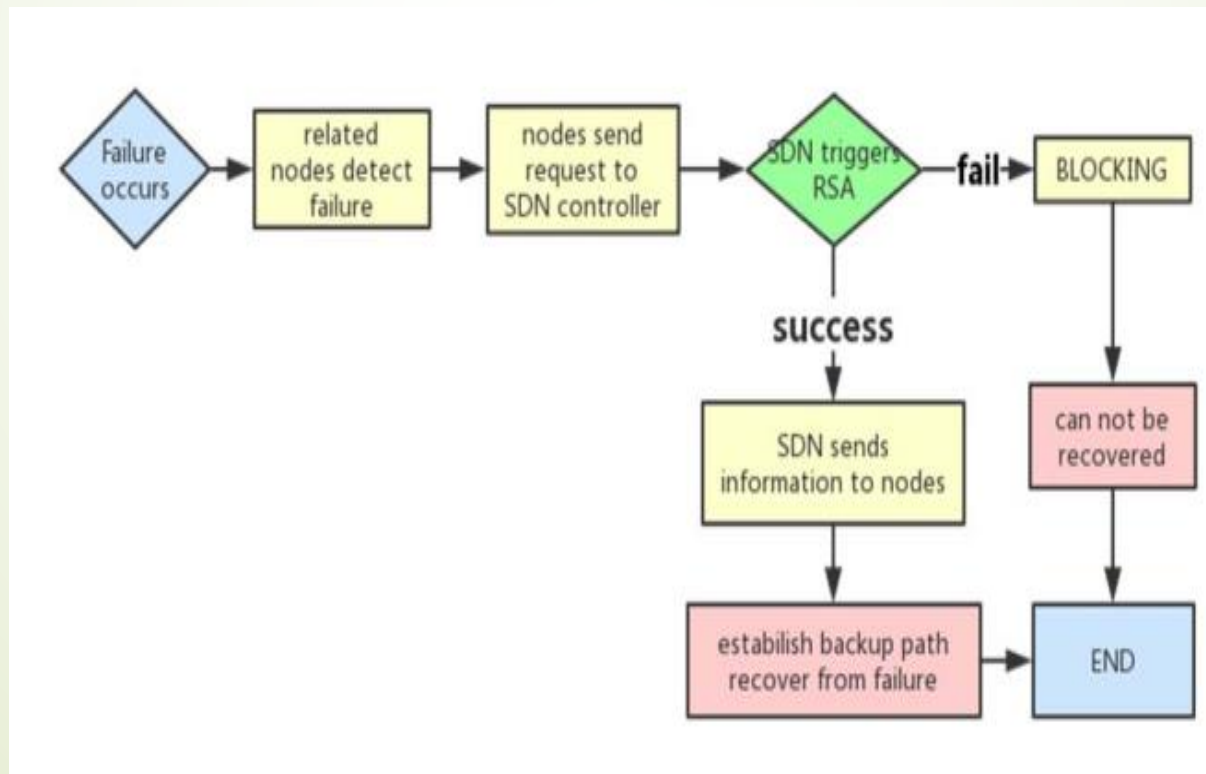 Failure
occurs
related
nodes detect
failure
nodes send
request to
SDN controller
SDN triggers
RSA
fail
BLOCKING
success
SDN sends
information to nodes
can not be
recovered
estabilish backup path
recover from failure
END